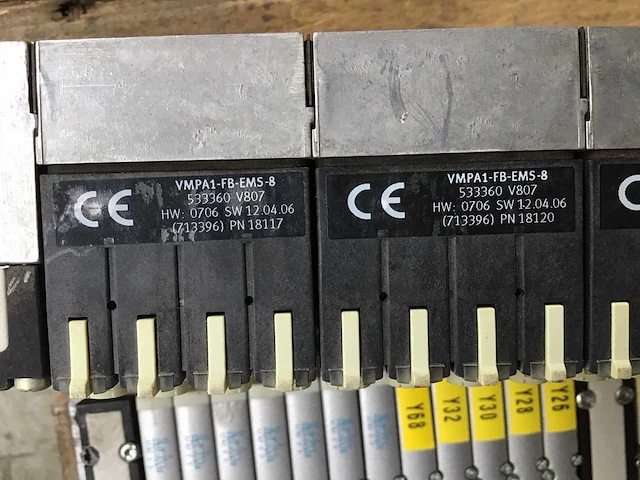 CE
VMPA1-FB-EMS-8
533360 V807
HW: 0706 SW 12.04.06
(713396) PN 18117
CE
VMPA1-FB-EMS-8
533360 V807
HW: 0706 SW 12.04.06
(713396) PN 18120
Y68
Y32
Y30
Y28
Y26